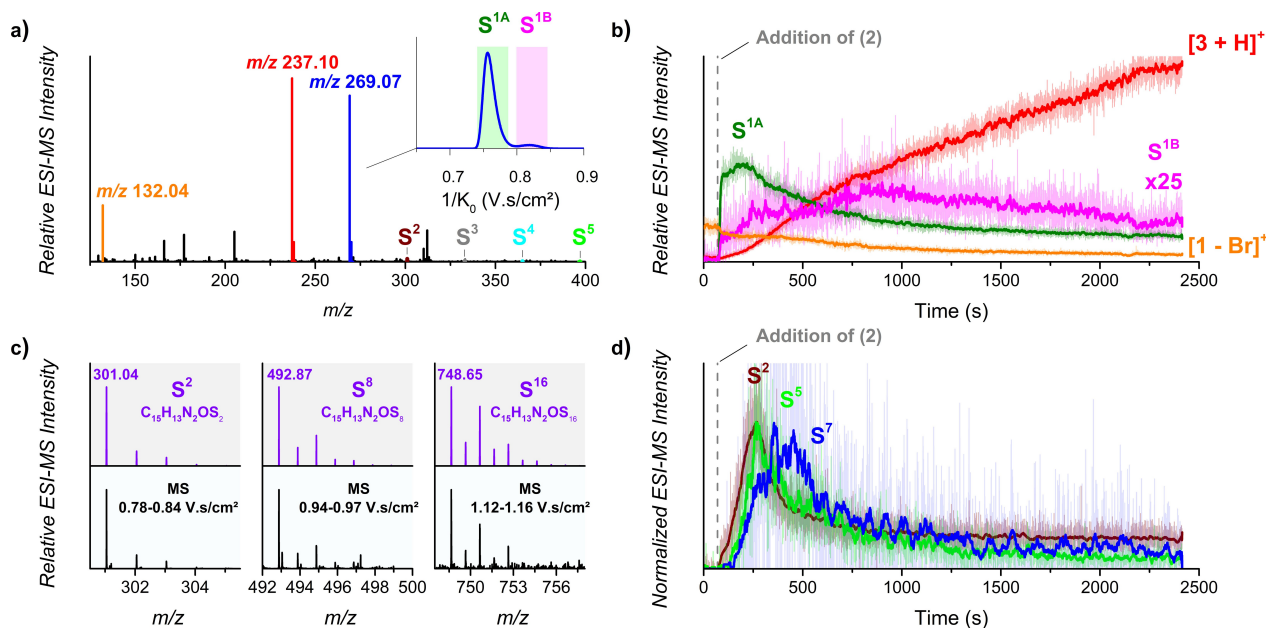 a)
S¹ᴬ
S¹ᴮ
m/z 237.10
m/z 269.07
m/z 132.04
0.7
0.8
0.9
1/K₀ (V.s/cm²)
S²
S³
S⁴
S⁵
150
200
250
300
350
400
m/z
Relative ESI-MS Intensity
b)
Addition of (2)
[3 + H]⁺
S¹ᴬ
S¹ᴮ
x25
[1 - Br]⁺
0
500
1000
1500
2000
2500
Time (s)
Relative ESI-MS Intensity
c)
301.04
S²
C₁₅H₁₃N₂OS₂
492.87
S⁸
C₁₅H₁₃N₂OS₈
748.65
S¹⁶
C₁₅H₁₃N₂OS₁₆
MS
0.78-0.84 V.s/cm²
MS
0.94-0.97 V.s/cm²
MS
1.12-1.16 V.s/cm²
302
304
492
494
496
498
500
750
753
756
m/z
m/z
m/z
Relative ESI-MS Intensity
d)
Addition of (2)
S²
S⁵
S⁷
0
500
1000
1500
2000
2500
Time (s)
Normalized ESI-MS Intensity